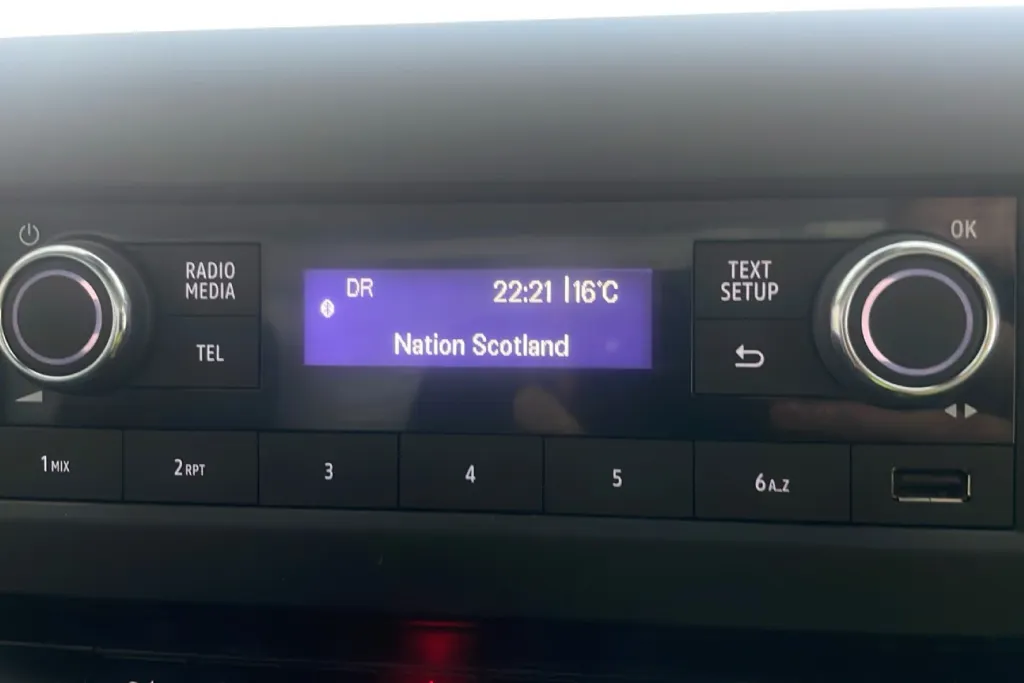 OK
RADIO
MEDIA
TEL
DR 22:21 16°C
Nation Scotland
TEXT
SETUP
1 MIX
2 RPT
3
4
5
6 A..Z